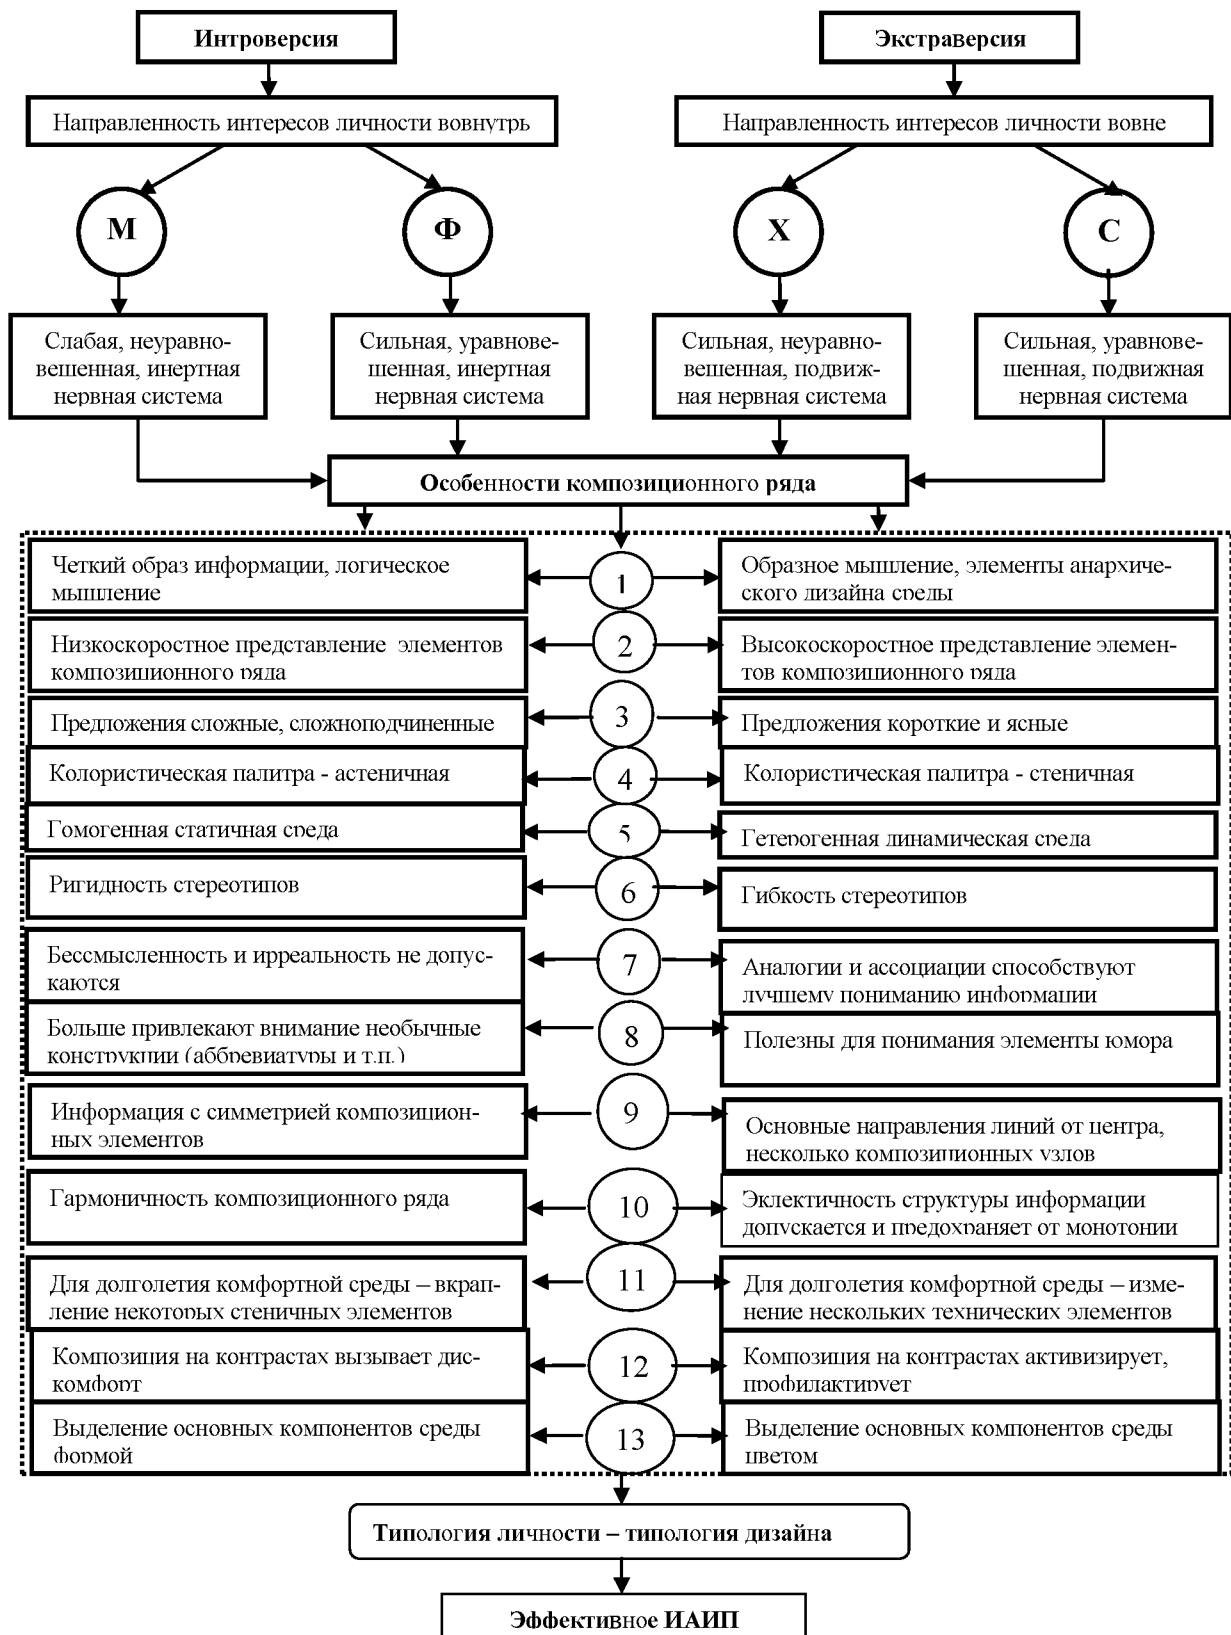 Интроверсия
Экстраверсия
Направленность интересов личности вовнутрь
Направленность интересов личности вовне
М
Ф
Х
С
Слабая, неуравно-
вешенная, инертная
нервная система
Сильная, уравнове-
шенная, инертная
нервная система
Сильная, неуравно-
вешенная, подвиж-
ная нервная система
Сильная, уравнове-
шенная, подвижная
нервная система
Особенности композиционного ряда
Четкий образ информации, логическое
мышление
1
Образное мышление, элементы анархиче-
ского дизайна среды
Низкоскоростное представление элементов
композиционного ряда
2
Высокоскоростное представление элемен-
тов композиционного ряда
Предложения сложные, сложноподчиненные
3
Предложения короткие и ясные
Колористическая палитра - астеничная
4
Колористическая палитра - стеничная
Гомогенная статичная среда
5
Гетерогенная динамическая среда
Ригидность стереотипов
6
Гибкость стереотипов
Бессмысленность и ирреальность не допус-
каются
7
Аналогии и ассоциации способствуют
лучшему пониманию информации
Больше привлекают внимание необычные
конструкции (аббревиатуры и т.п.)
8
Полезны для понимания элементы юмора
Информация с симметрией композицион-
ных элементов
9
Основные направления линий от центра,
несколько композиционных узлов
Гармоничность композиционного ряда
10
Эклектичность структуры информации
допускается и предохраняет от монотонии
Для долголетия комфортной среды – вкрап-
ление некоторых стеничных элементов
11
Для долголетия комфортной среды – изме-
нение нескольких технических элементов
Композиция на контрастах вызывает дис-
комфорт
12
Композиция на контрастах активизирует,
профилактирует
Выделение основных компонентов среды
формой
13
Выделение основных компонентов среды
цветом
Типология личности – типология дизайна
Эффективное ИАИП